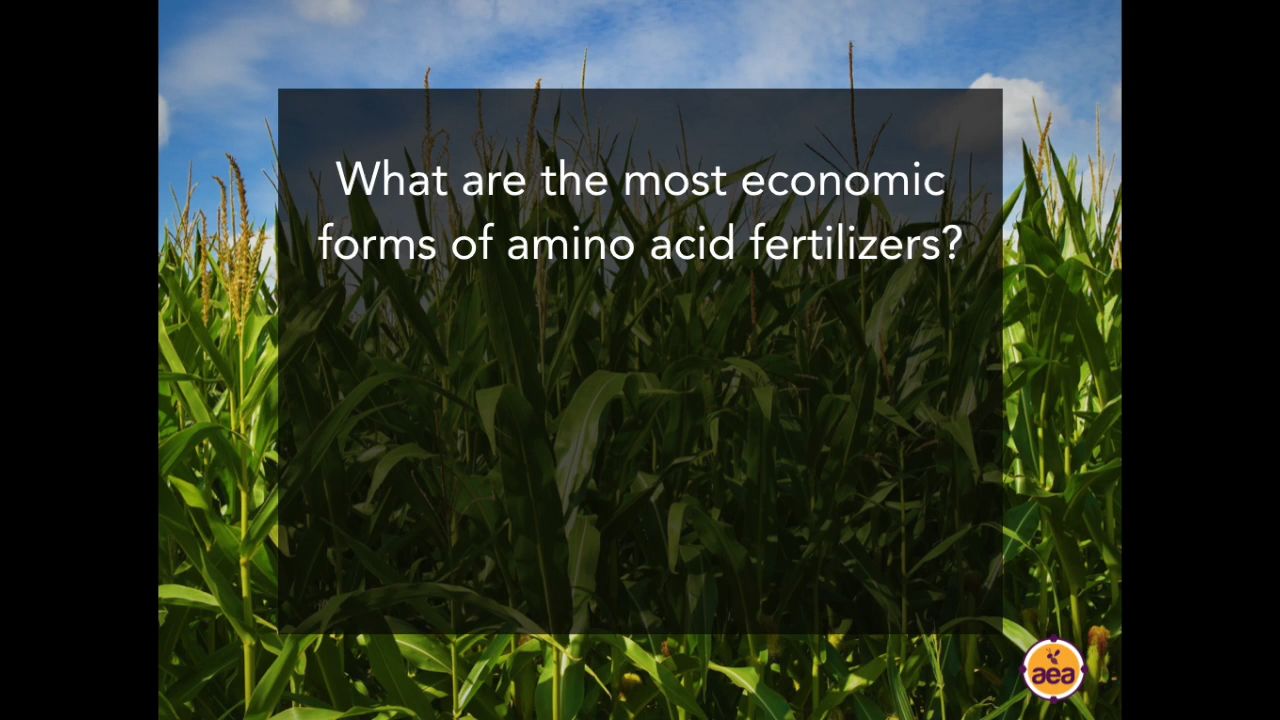 What are the most economic
forms of amino acid fertilizers?
aea